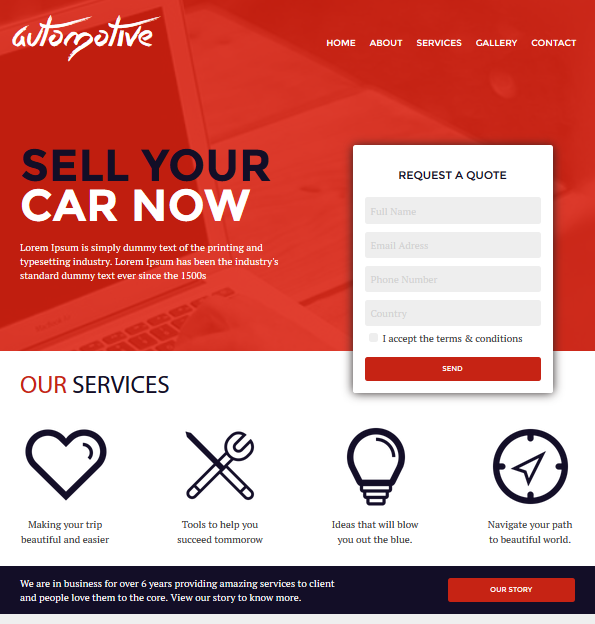 automotive
HOME ABOUT SERVICES GALLERY CONTACT
SELL YOUR
CAR NOW
Lorem Ipsum is simply dummy text of the printing and
typesetting industry. Lorem Ipsum has been the industry's
standard dummy text ever since the 1500s
REQUEST A QUOTE
Full Name
Email Adress
Phone Number
Country
I accept the terms & conditions
SEND
OUR SERVICES
Making your trip
beautiful and easier
Tools to help you
succeed tommorow
Ideas that will blow
you out the blue.
Navigate your path
to beautiful world.
We are in business for over 6 years providing amazing services to client
and people love them to the core. View our story to know more.
OUR STORY